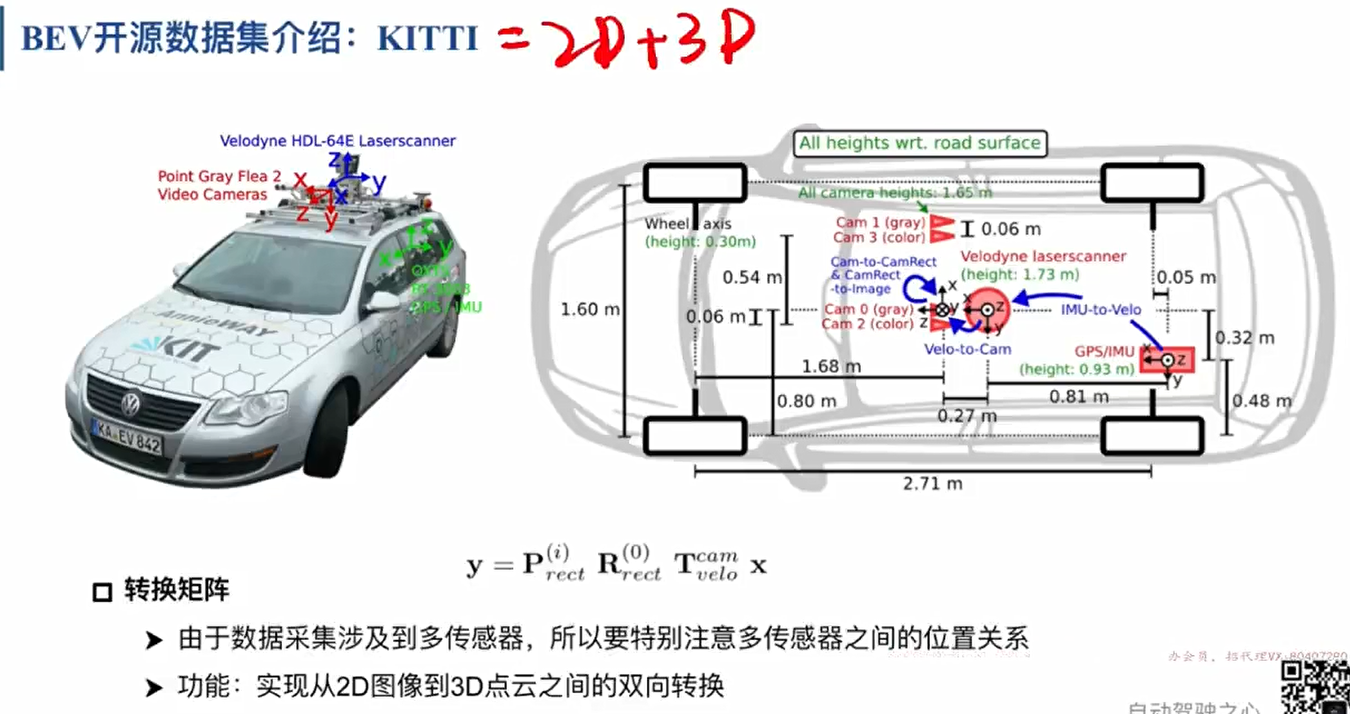 BEV开源数据集介绍：KITTI = 2D+3D
Velodyne HDL-64E Laserscanner
Point Gray Flea 2
Video Cameras
z
y
x
x
z
y
x
y
GPS / IMU
AnnieWAY
KIT
KA EV 842
All heights wrt. road surface
All camera heights: 1.65 m
Wheel axis
(height: 0.30m)
Cam 1 (gray)
Cam 3 (color)
0.06 m
Velodyne laserscanner
(height: 1.73 m)
Cam-to-CamRect
& CamRect
-to-Image
0.54 m
0.05 m
1.60 m
0.06 m
Cam 0 (gray)
Cam 2 (color)
x
y
z
x
z
y
IMU-to-Velo
Velo-to-Cam
0.32 m
GPS/IMU
(height: 0.93 m)
x
z
y
1.68 m
0.80 m
0.27 m
0.81 m
0.48 m
2.71 m
y = P_{rect}^{(i)} R_{rect}^{(0)} T_{velo}^{cam} x
转换矩阵
➤ 由于数据采集涉及到多传感器，所以要特别注意多传感器之间的位置关系
➤ 功能：实现从2D图像到3D点云之间的双向转换
办会员，招代理VX:80407280
自动驾驶之心